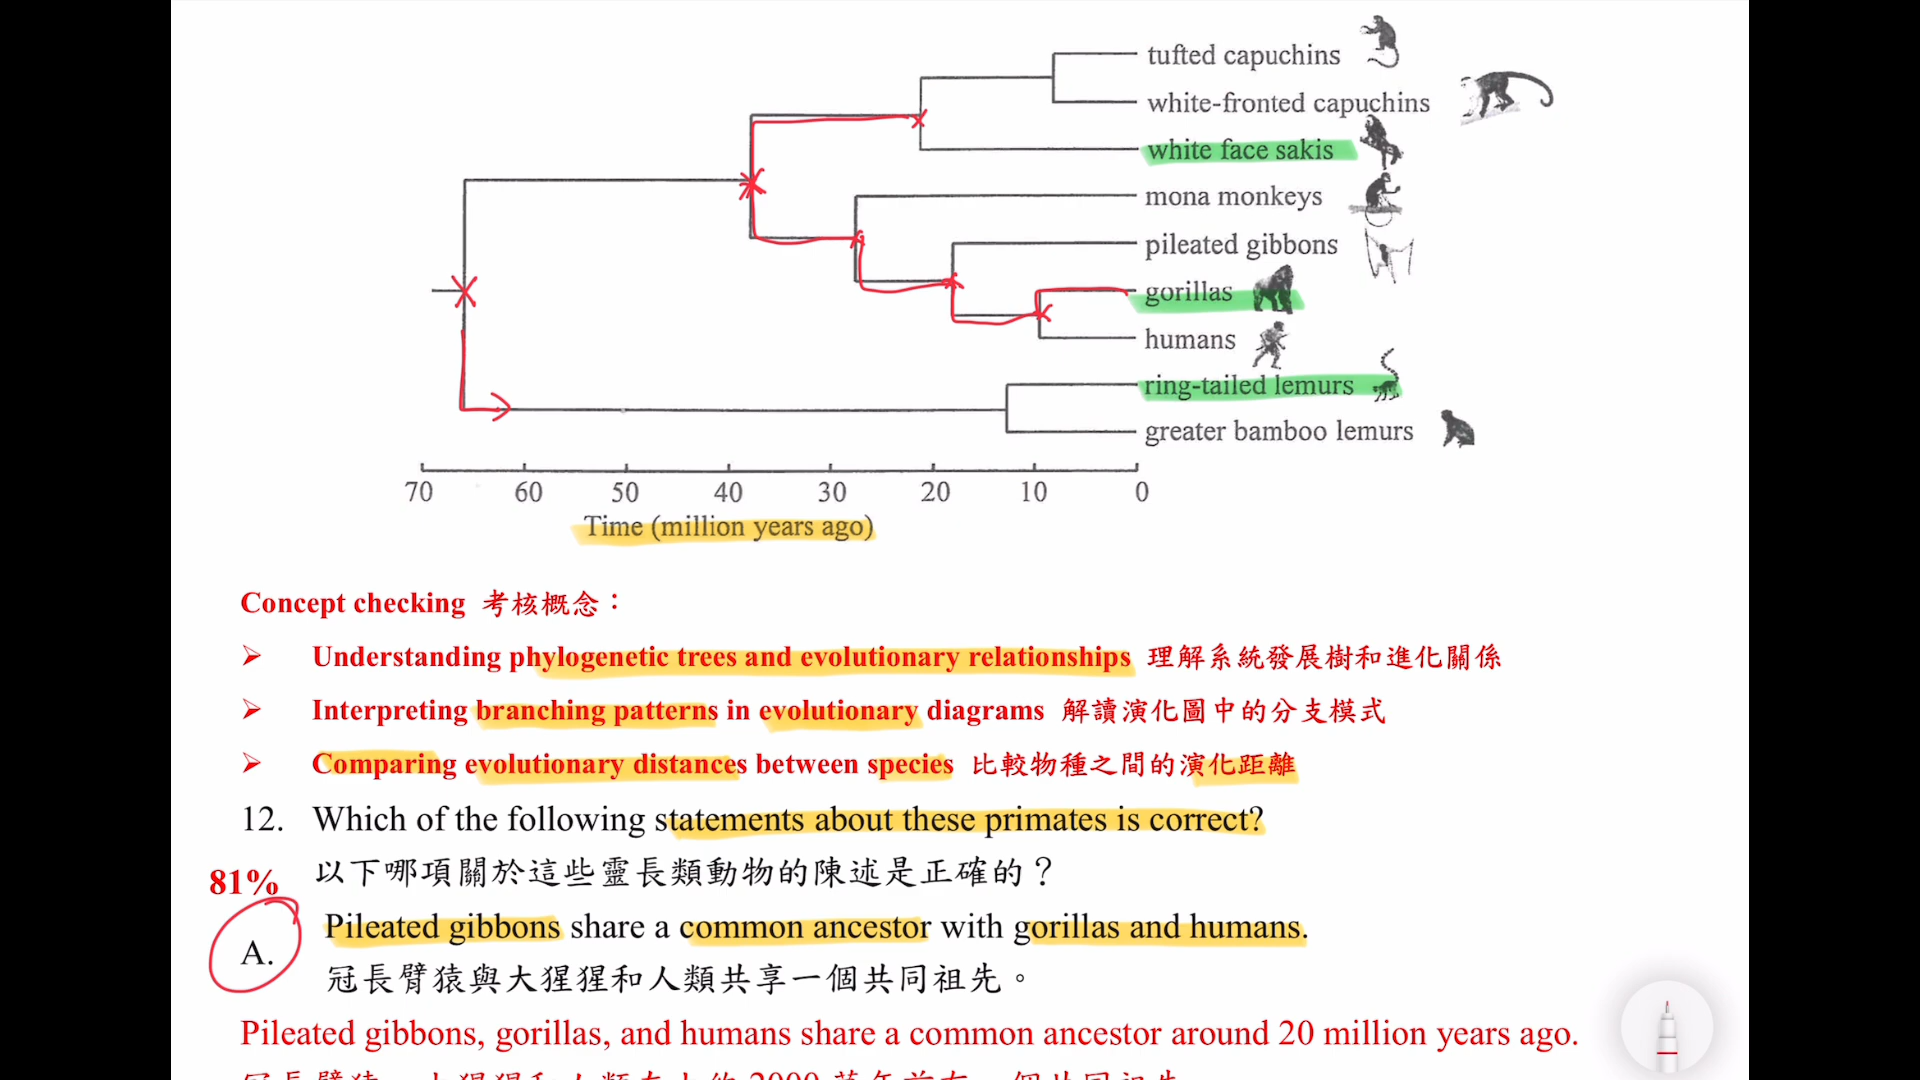 tufted capuchins
white-fronted capuchins
white face sakis
mona monkeys
pileated gibbons
gorillas
humans
ring-tailed lemurs
greater bamboo lemurs
70 60 50 40 30 20 10 0
Time (million years ago)
Concept checking 考核概念：
➢ Understanding phylogenetic trees and evolutionary relationships 理解系統發展樹和進化關係
➢ Interpreting branching patterns in evolutionary diagrams 解讀演化圖中的分支模式
➢ Comparing evolutionary distances between species 比較物種之間的演化距離
12. Which of the following statements about these primates is correct?
以下哪項關於這些靈長類動物的陳述是正確的？
81%
A. Pileated gibbons share a common ancestor with gorillas and humans.
冠長臂猿與大猩猩和人類共享一個共同祖先。
Pileated gibbons, gorillas, and humans share a common ancestor around 20 million years ago.